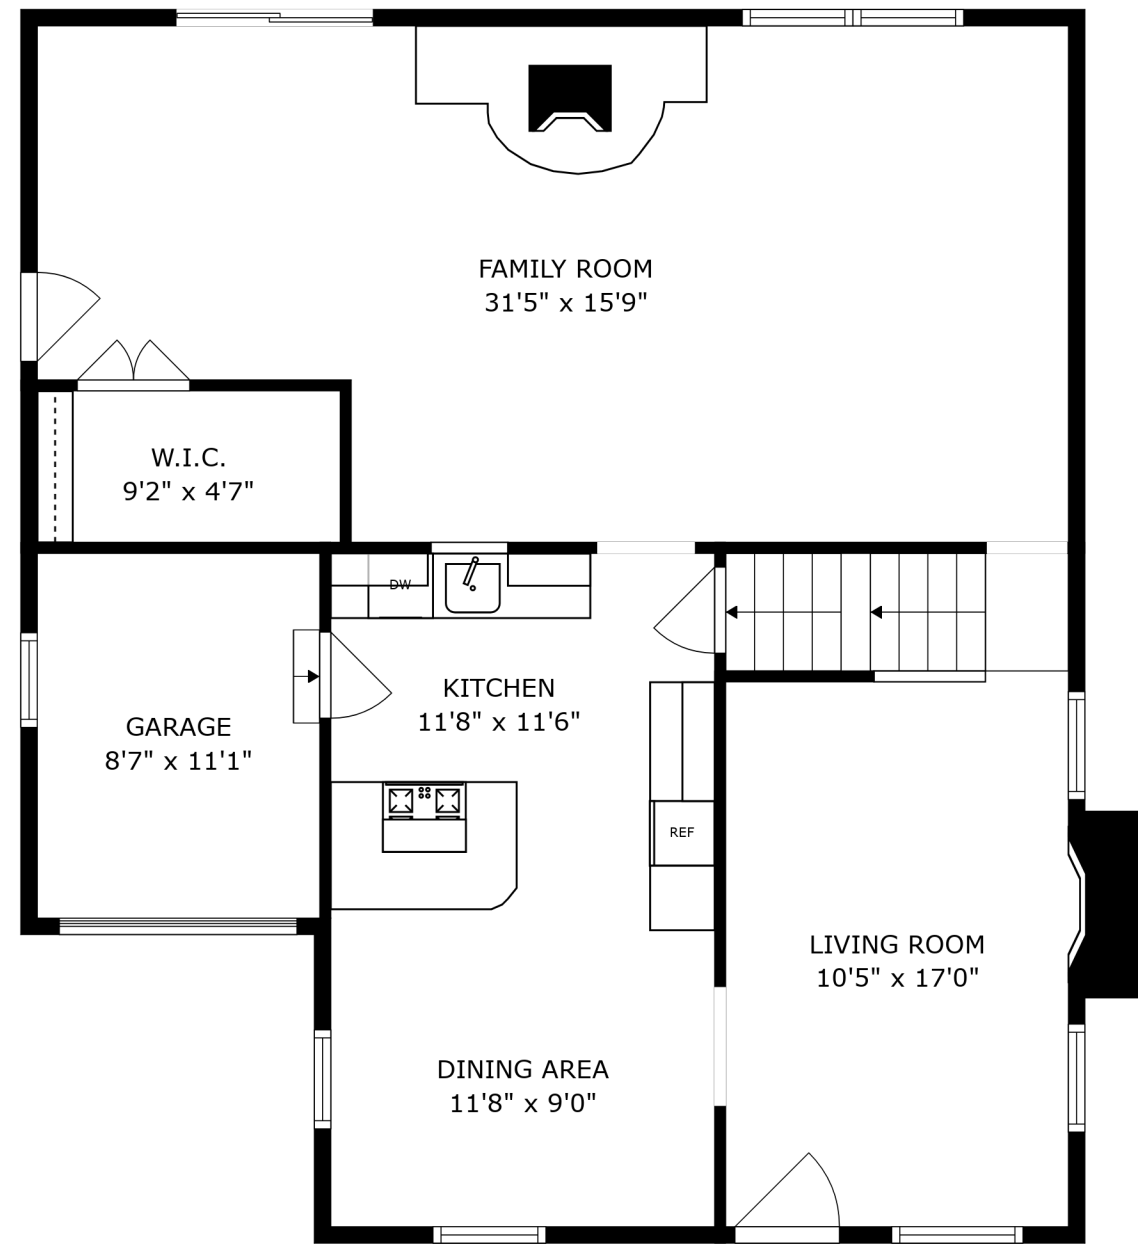 FAMILY ROOM
31'5" x 15'9"
W.I.C.
9'2" x 4'7"
DW
KITCHEN
11'8" x 11'6"
GARAGE
8'7" x 11'1"
REF
LIVING ROOM
10'5" x 17'0"
DINING AREA
11'8" x 9'0"